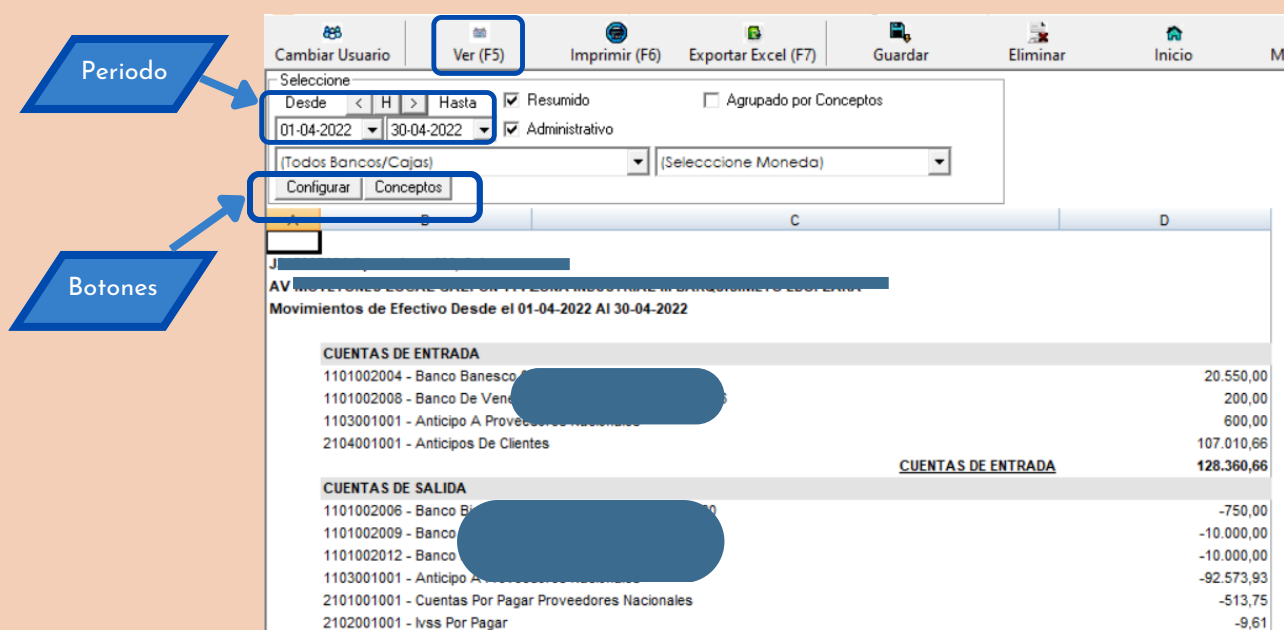 Cambiar Usuario Ver (F5) Imprimir (F6) Exportar Excel (F7) Guardar Eliminar Inicio M
Periodo
Seleccione
Desde < H > Hasta Resumido Agrupado por Conceptos
01-04-2022 30-04-2022 Administrativo
(Todos Bancos/Cajas) (Selecccione Moneda)
Configurar Conceptos
A B C D
Botones
J
AV
Movimientos de Efectivo Desde el 01-04-2022 Al 30-04-2022
CUENTAS DE ENTRADA
1101002004 - Banco Banesco 20.550,00
1101002008 - Banco De Vene 200,00
1103001001 - Anticipo A Proveedores Nacionales 600,00
2104001001 - Anticipos De Clientes 107.010,66
CUENTAS DE ENTRADA 128.360,66
CUENTAS DE SALIDA
1101002006 - Banco -750,00
1101002009 - Banco -10.000,00
1101002012 - Banco -10.000,00
1103001001 - Anticipo A -92.573,93
2101001001 - Cuentas Por Pagar Proveedores Nacionales -513,75
2102001001 - Ivss Por Pagar -9,61